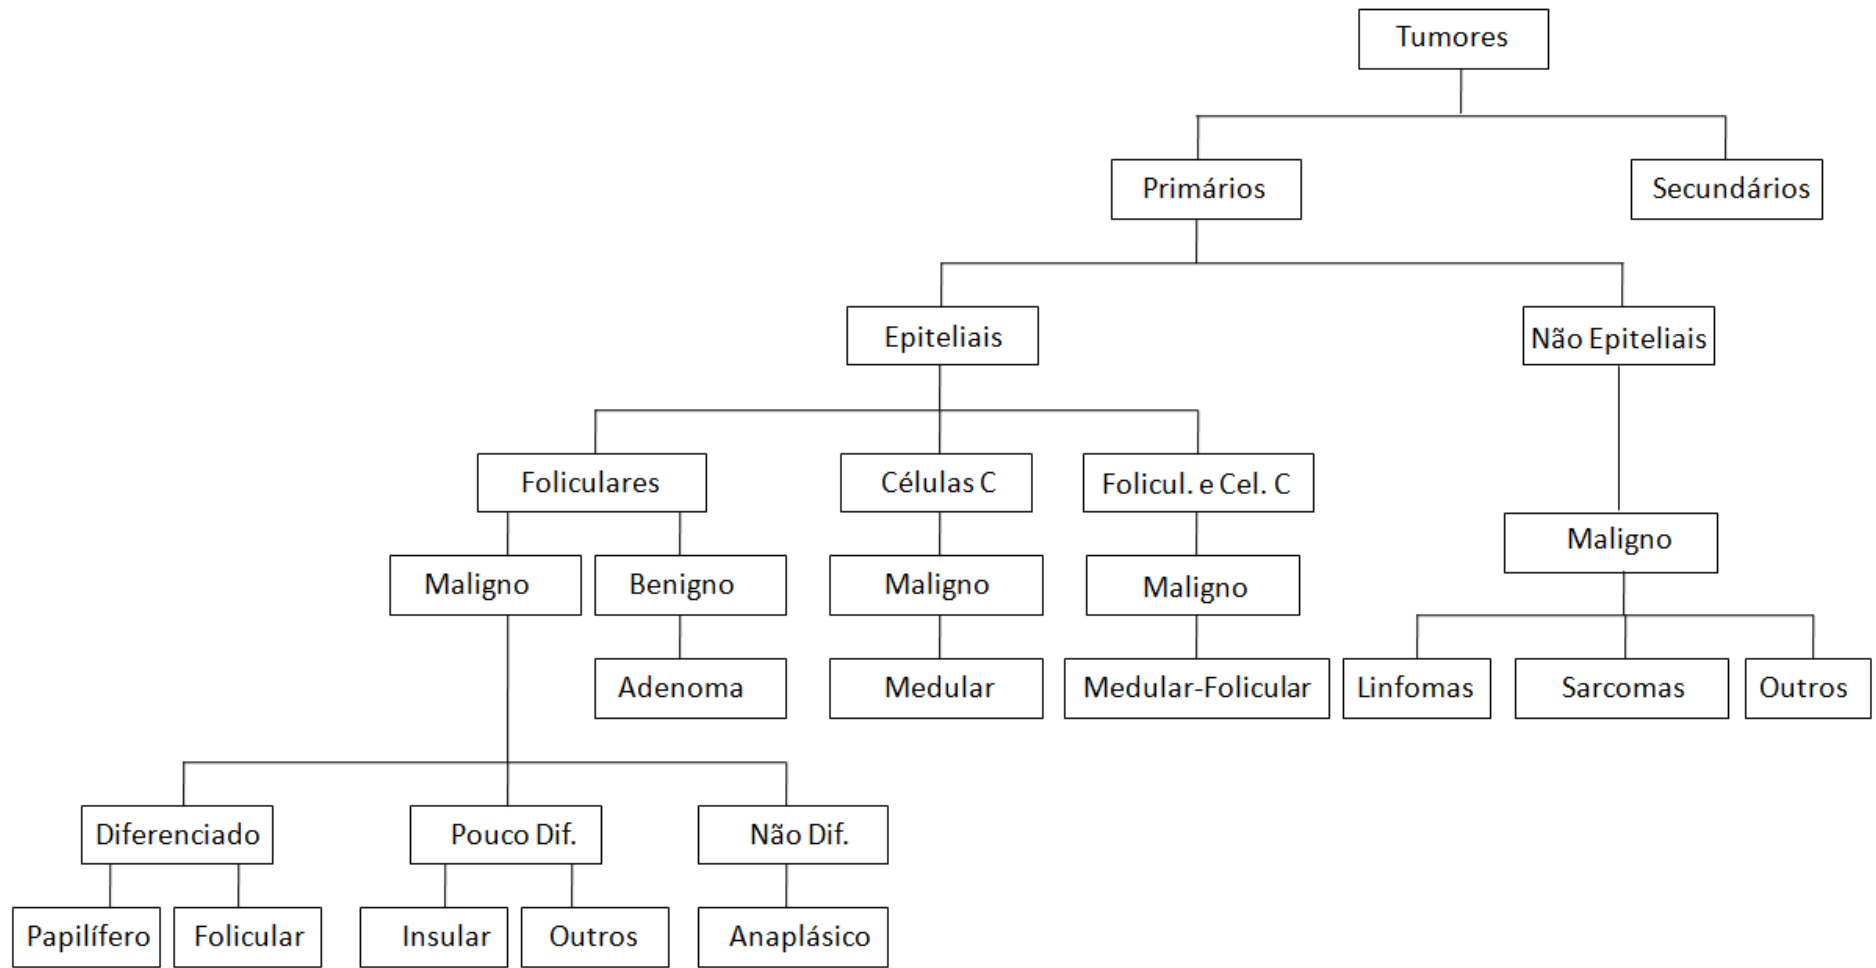 Tumores
Primários
Secundários
Epiteliais
Não Epiteliais
Foliculares
Células C
Folicul. e Cel. C
Maligno
Maligno
Benigno
Maligno
Maligno
Adenoma
Medular
Medular-Folicular
Linfomas
Sarcomas
Outros
Diferenciado
Pouco Dif.
Não Dif.
Papilífero
Folicular
Insular
Outros
Anaplásico